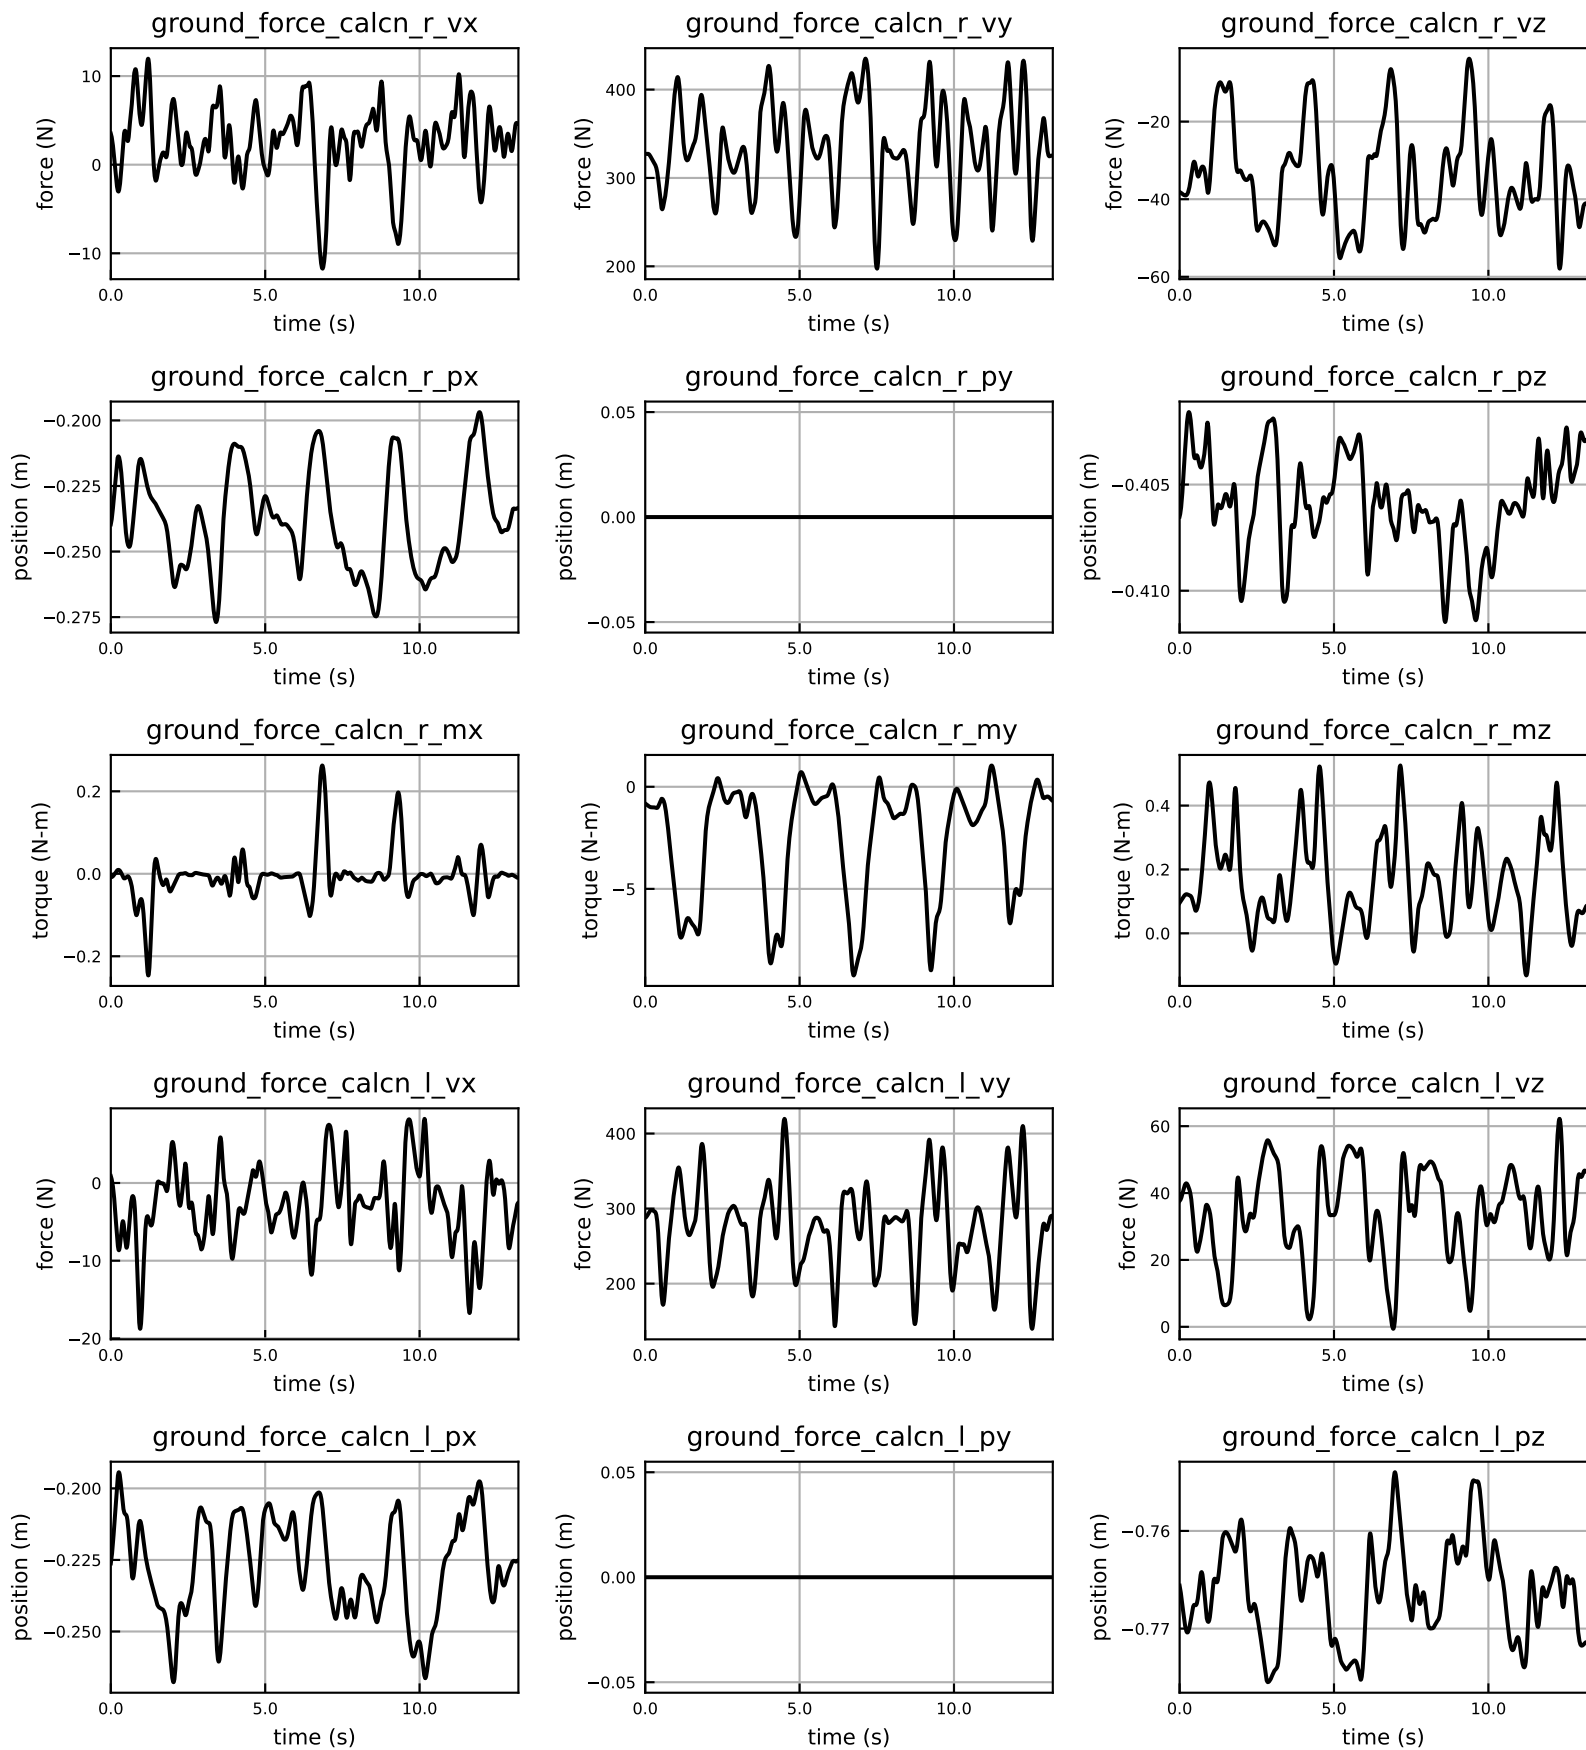 ground_force_calcn_r_vx
force (N)
10
0
−10
0.0 5.0 10.0
time (s)
ground_force_calcn_r_vy
force (N)
400
300
200
0.0 5.0 10.0
time (s)
ground_force_calcn_r_vz
force (N)
−20
−40
−60
0.0 5.0 10.0
time (s)
ground_force_calcn_r_px
position (m)
−0.200
−0.225
−0.250
−0.275
0.0 5.0 10.0
time (s)
ground_force_calcn_r_py
position (m)
0.05
0.00
−0.05
0.0 5.0 10.0
time (s)
ground_force_calcn_r_pz
position (m)
−0.405
−0.410
0.0 5.0 10.0
time (s)
ground_force_calcn_r_mx
torque (N-m)
0.2
0.0
−0.2
0.0 5.0 10.0
time (s)
ground_force_calcn_r_my
torque (N-m)
0
−5
0.0 5.0 10.0
time (s)
ground_force_calcn_r_mz
torque (N-m)
0.4
0.2
0.0
0.0 5.0 10.0
time (s)
ground_force_calcn_l_vx
force (N)
0
−10
−20
0.0 5.0 10.0
time (s)
ground_force_calcn_l_vy
force (N)
400
300
200
0.0 5.0 10.0
time (s)
ground_force_calcn_l_vz
force (N)
60
40
20
0
0.0 5.0 10.0
time (s)
ground_force_calcn_l_px
position (m)
−0.200
−0.225
−0.250
0.0 5.0 10.0
time (s)
ground_force_calcn_l_py
position (m)
0.05
0.00
−0.05
0.0 5.0 10.0
time (s)
ground_force_calcn_l_pz
position (m)
−0.76
−0.77
0.0 5.0 10.0
time (s)